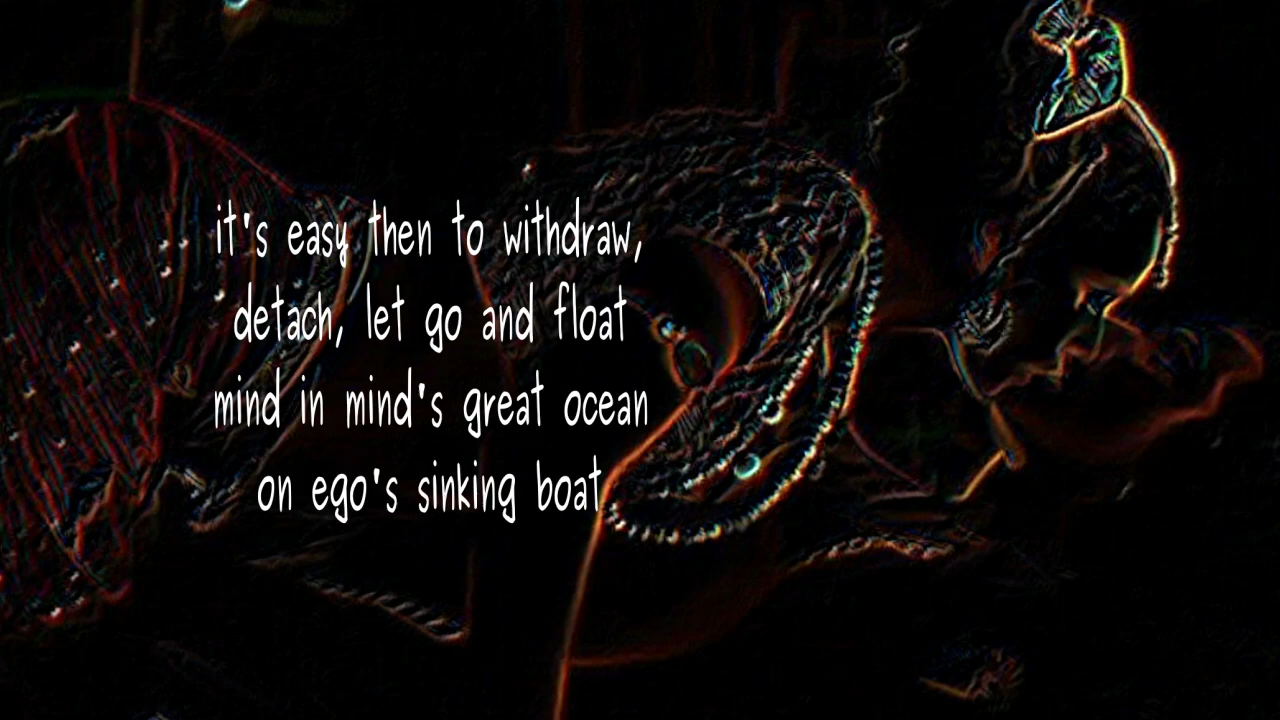 it's easy then to withdraw,
detach, let go and float
mind in mind's great ocean
on ego's sinking boat